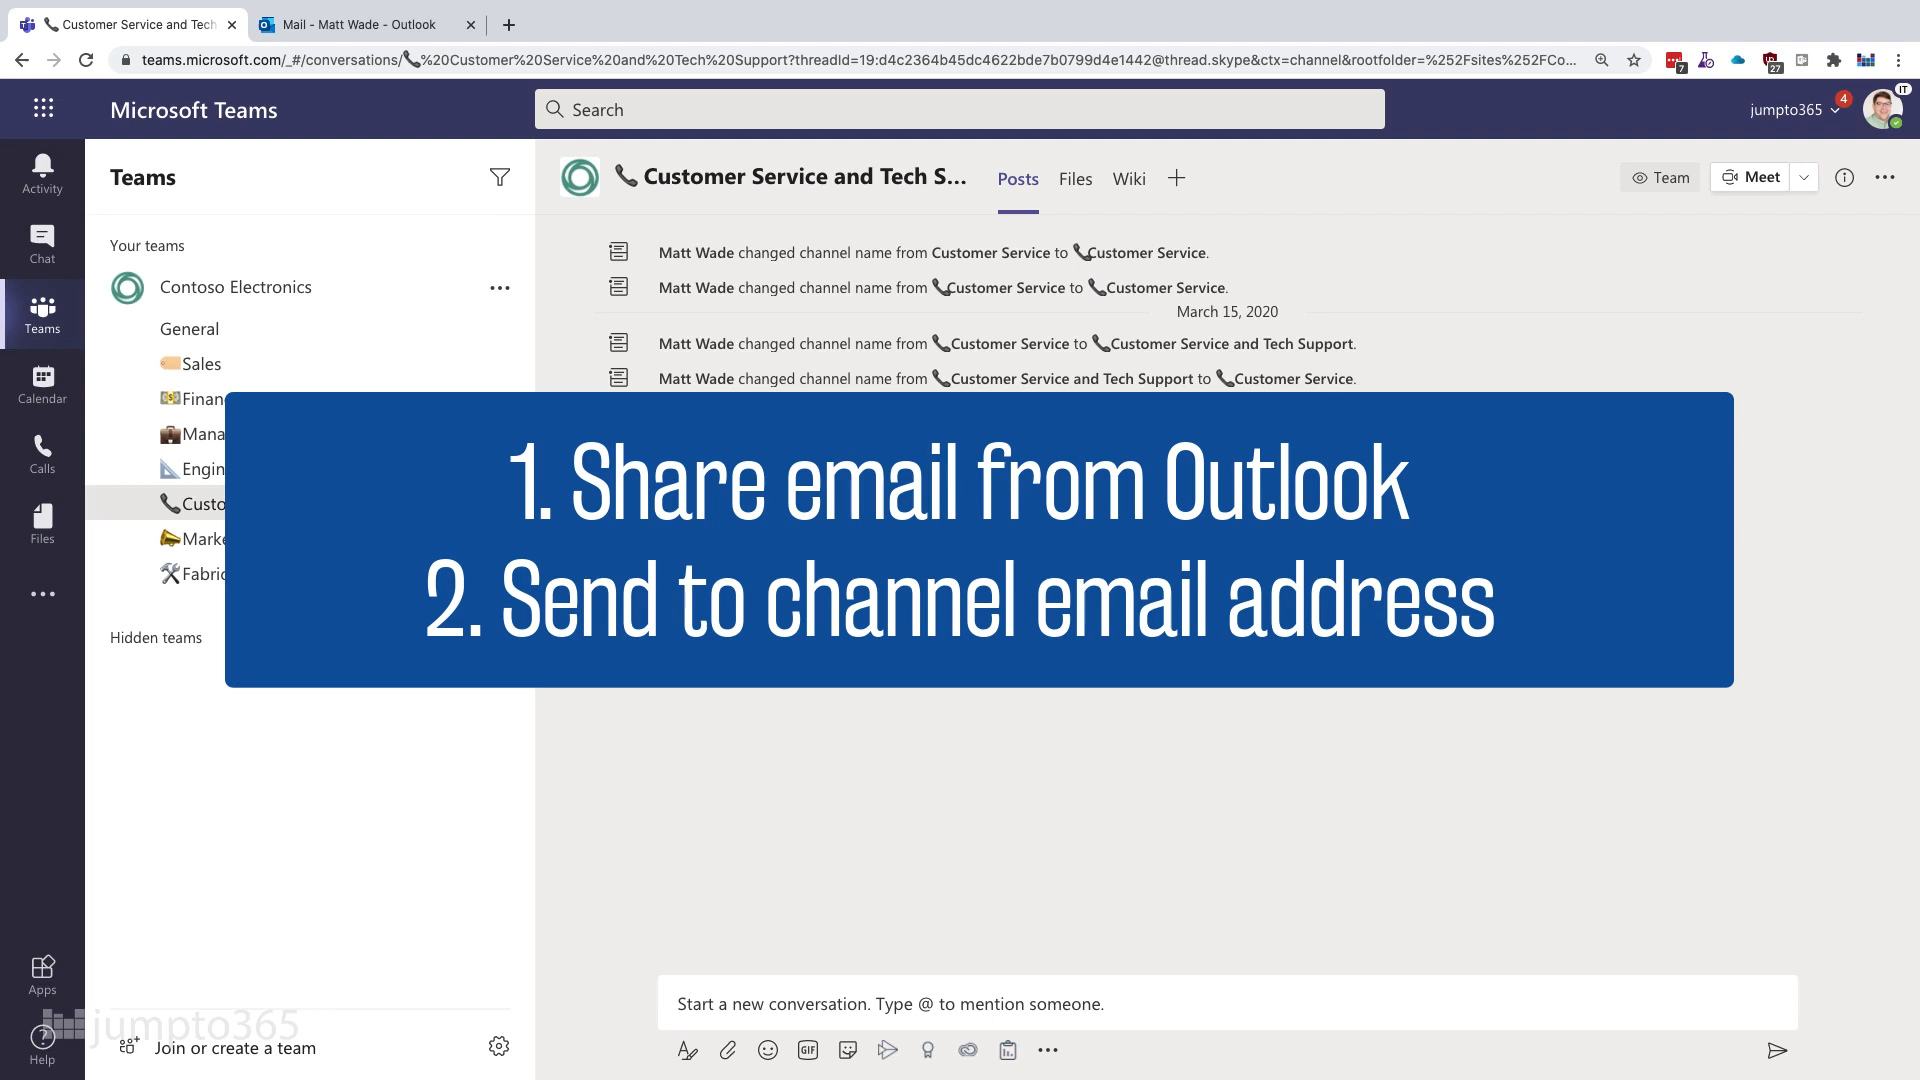 Customer Service and Tech
Mail - Matt Wade - Outlook
teams.microsoft.com/_#/conversations/📞%20Customer%20Service%20and%20Tech%20Support?threadId=19:d4c2364b45dc4622bde7b0799d4e1442@thread.skype&ctx=channel&rootfolder=%252Fsites%252FCo...
7
27
Microsoft Teams
Search
jumpto365
4
IT
Activity
Chat
Teams
Calendar
Calls
Files
Apps
Help
Teams
Your teams
Contoso Electronics
General
Sales
Finan
Mana
Engin
Custo
Marke
Fabric
Hidden teams
jumpto365
Join or create a team
Customer Service and Tech S...
Posts
Files
Wiki
Team
Meet
Matt Wade changed channel name from Customer Service to 📞Customer Service.
Matt Wade changed channel name from 📞Customer Service to 📞Customer Service.
March 15, 2020
Matt Wade changed channel name from 📞Customer Service to 📞Customer Service and Tech Support.
Matt Wade changed channel name from 📞Customer Service and Tech Support to 📞Customer Service.
1. Share email from Outlook
2. Send to channel email address
Start a new conversation. Type @ to mention someone.
GIF